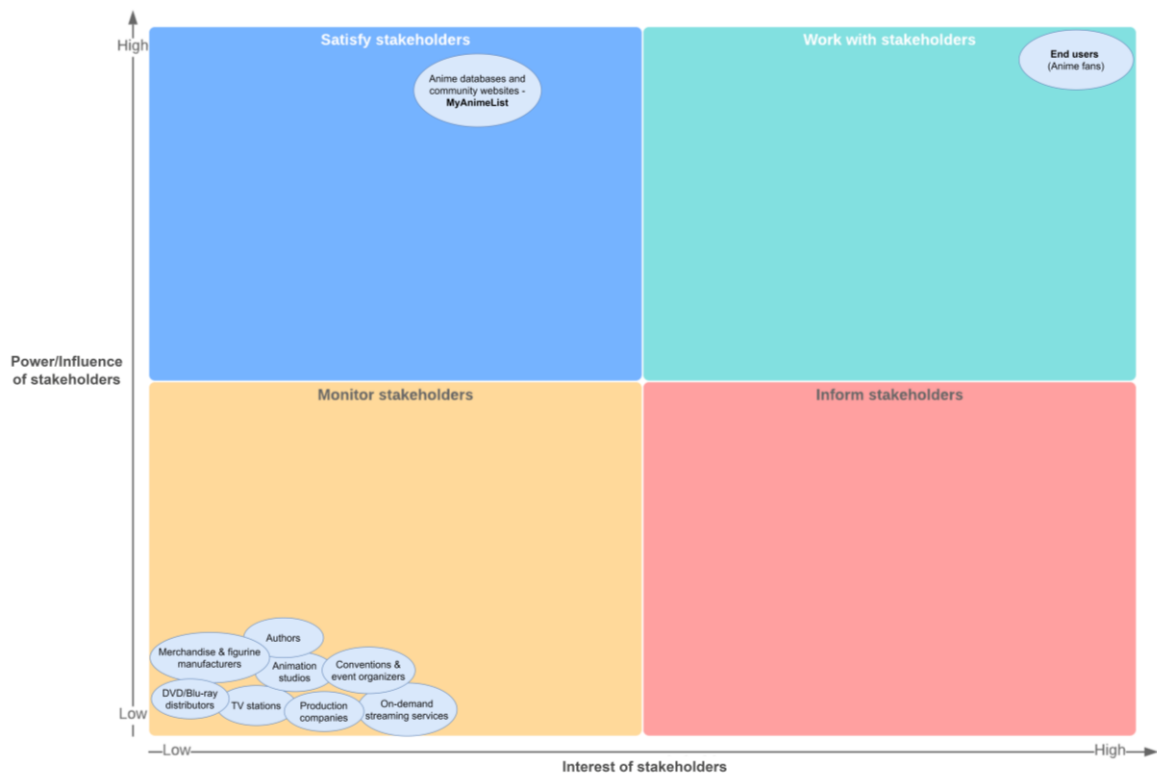 High
Satisfy stakeholders
Work with stakeholders
Anime databases and
community websites -
MyAnimeList
End users
(Anime fans)
Power/Influence
of stakeholders
Monitor stakeholders
Inform stakeholders
Authors
Merchandise & figurine
manufacturers
Animation
studios
Conventions &
event organizers
DVD/Blu-ray
distributors
TV stations
Production
companies
On-demand
streaming services
Low
Low
High
Interest of stakeholders